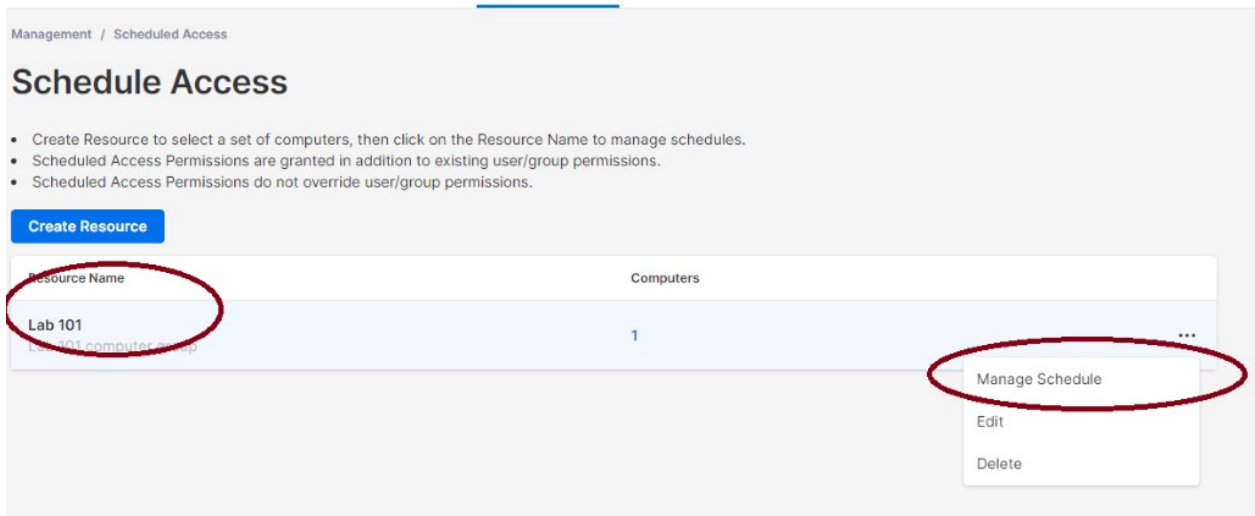 Management / Scheduled Access
Schedule Access
• Create Resource to select a set of computers, then click on the Resource Name to manage schedules.
• Scheduled Access Permissions are granted in addition to existing user/group permissions.
• Scheduled Access Permissions do not override user/group permissions.
Create Resource
Resource Name Computers
Lab 101 1 •••
Lab 101 computer group
Manage Schedule
Edit
Delete